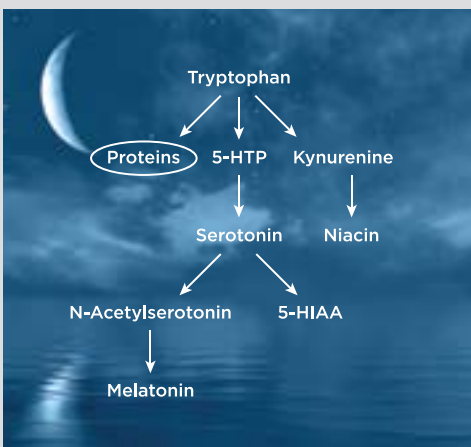 Tryptophan
Proteins 5-HTP Kynurenine
Serotonin Niacin
N-Acetylserotonin 5-HIAA
Melatonin